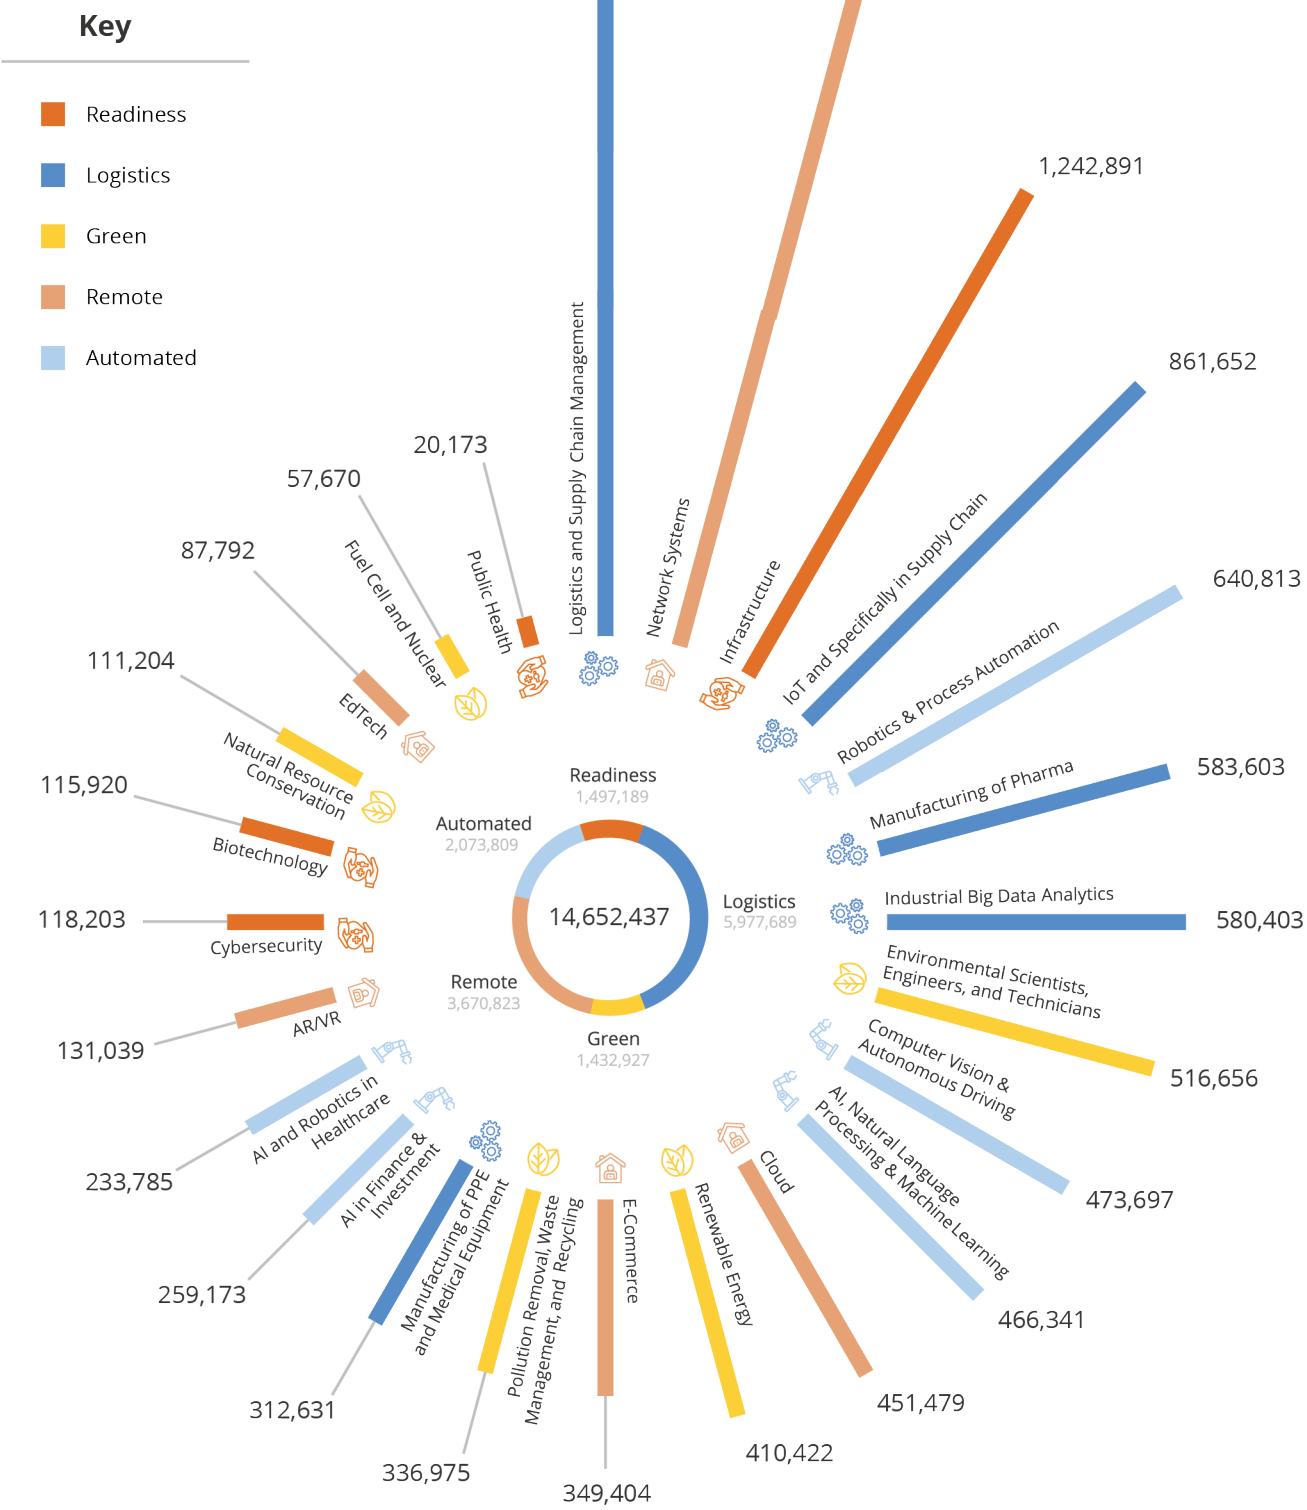 Key
Readiness
Logistics
Green
Remote
Automated
Logistics and Supply Chain Management
Network Systems
Infrastructure
1,242,891
IoT and Specifically in Supply Chain
861,652
Robotics & Process Automation
640,813
Manufacturing of Pharma
583,603
Industrial Big Data Analytics
580,403
Environmental Scientists,
Engineers, and Technicians
516,656
Computer Vision &
Autonomous Driving
473,697
AI, Natural Language
Processing & Machine Learning
466,341
Cloud
451,479
Renewable Energy
410,422
E-Commerce
349,404
Pollution Removal, Waste
Management, and Recycling
336,975
Manufacturing of PPE
and Medical Equipment
312,631
AI in Finance &
Investment
259,173
AI and Robotics in
Healthcare
233,785
AR/VR
131,039
Cybersecurity
118,203
Biotechnology
115,920
Natural Resource
Conservation
111,204
EdTech
87,792
Fuel Cell and Nuclear
57,670
Public Health
20,173
Readiness
1,497,189
Automated
2,073,809
Logistics
5,977,689
14,652,437
Remote
3,670,823
Green
1,432,927